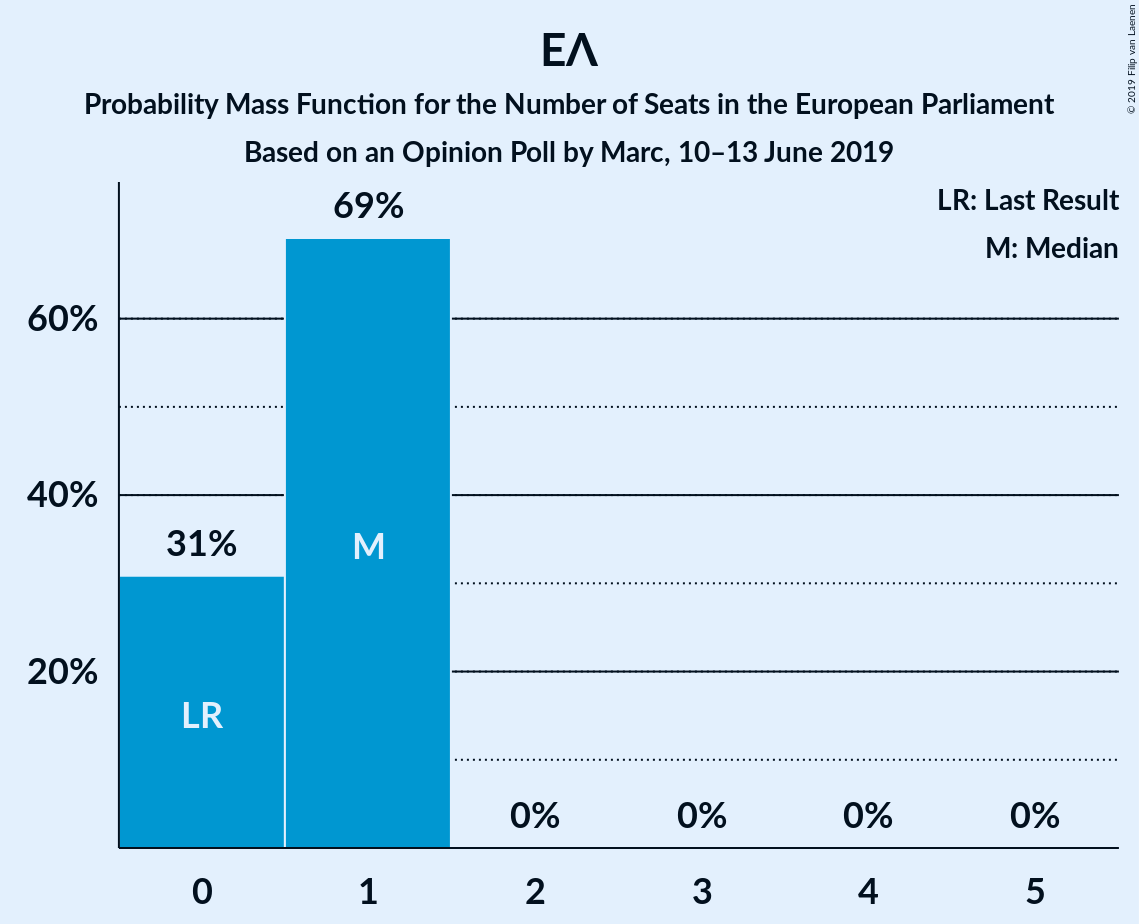 ΕΛ
Probability Mass Function for the Number of Seats in the European Parliament
Based on an Opinion Poll by Marc, 10–13 June 2019
© 2019 Filip van Laenen
LR: Last Result
M: Median
69%
60%
40%
31%
M
20%
LR
0% 0% 0% 0%
0 1 2 3 4 5